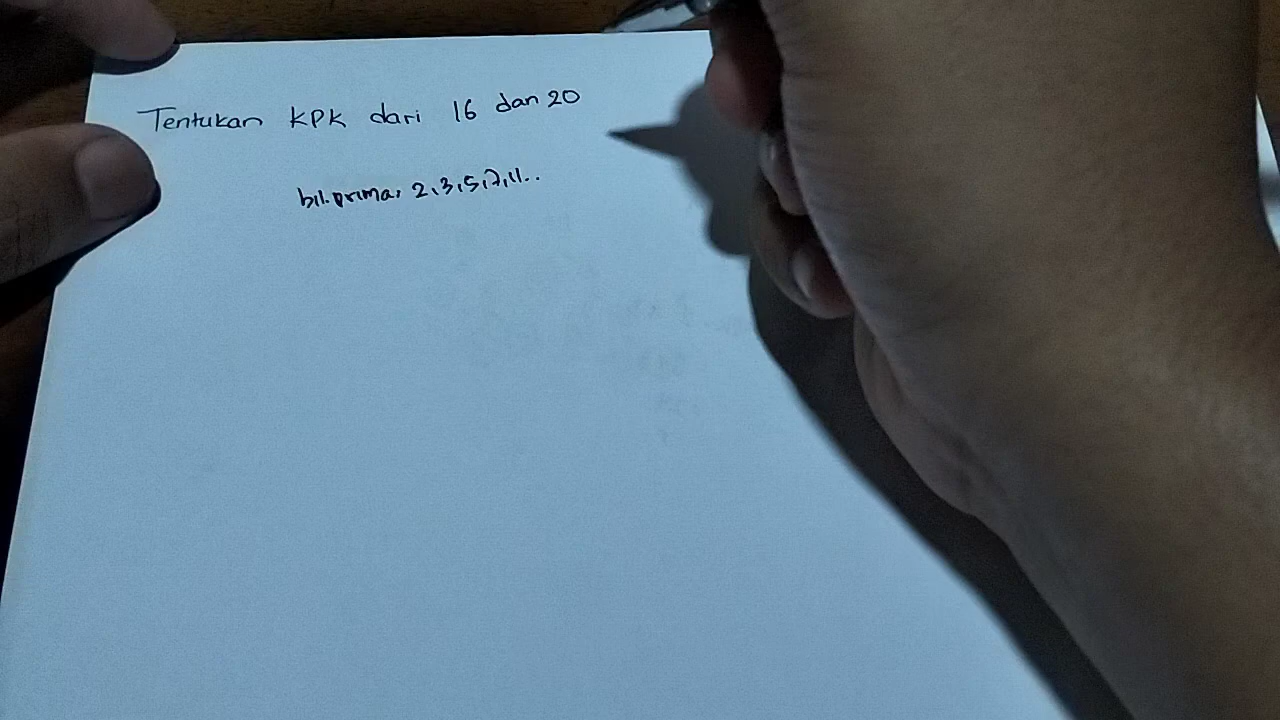 Tentukan KPK dari 16 dan 20
bil. prima, 2,3,5,7,11..